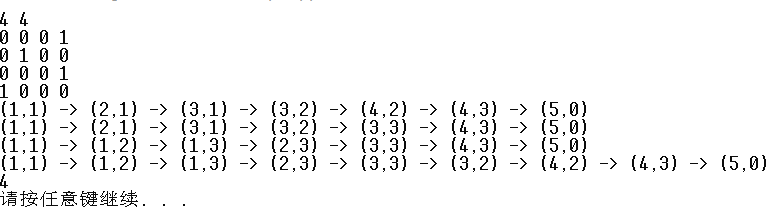 4 4
0 0 0 1
0 1 0 0
0 0 0 1
1 0 0 0
(1,1) -> (2,1) -> (3,1) -> (3,2) -> (4,2) -> (4,3) -> (5,0)
(1,1) -> (2,1) -> (3,1) -> (3,2) -> (3,3) -> (4,3) -> (5,0)
(1,1) -> (1,2) -> (1,3) -> (2,3) -> (3,3) -> (4,3) -> (5,0)
(1,1) -> (1,2) -> (1,3) -> (2,3) -> (3,3) -> (3,2) -> (4,2) -> (4,3) -> (5,0)
4
请按任意键继续. . .